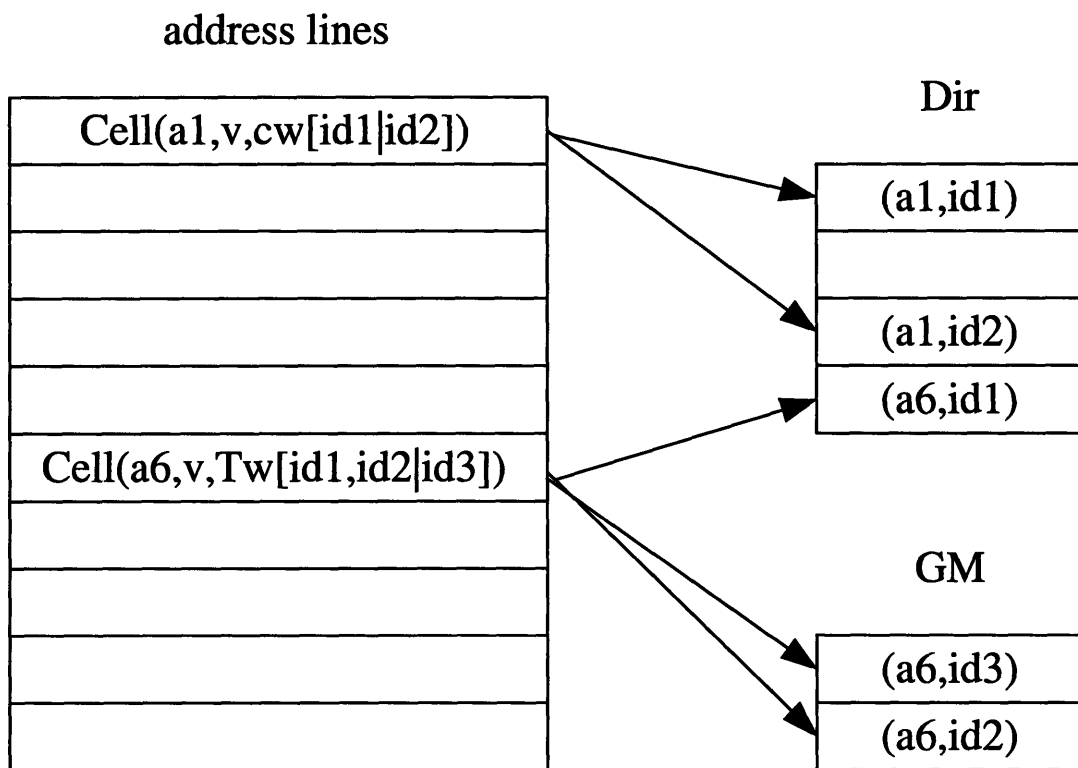 address lines
Cell(a1,v,cw[id1|id2])
Cell(a6,v,Tw[id1,id2|id3])
Dir
(a1,id1)
(a1,id2)
(a6,id1)
GM
(a6,id3)
(a6,id2)